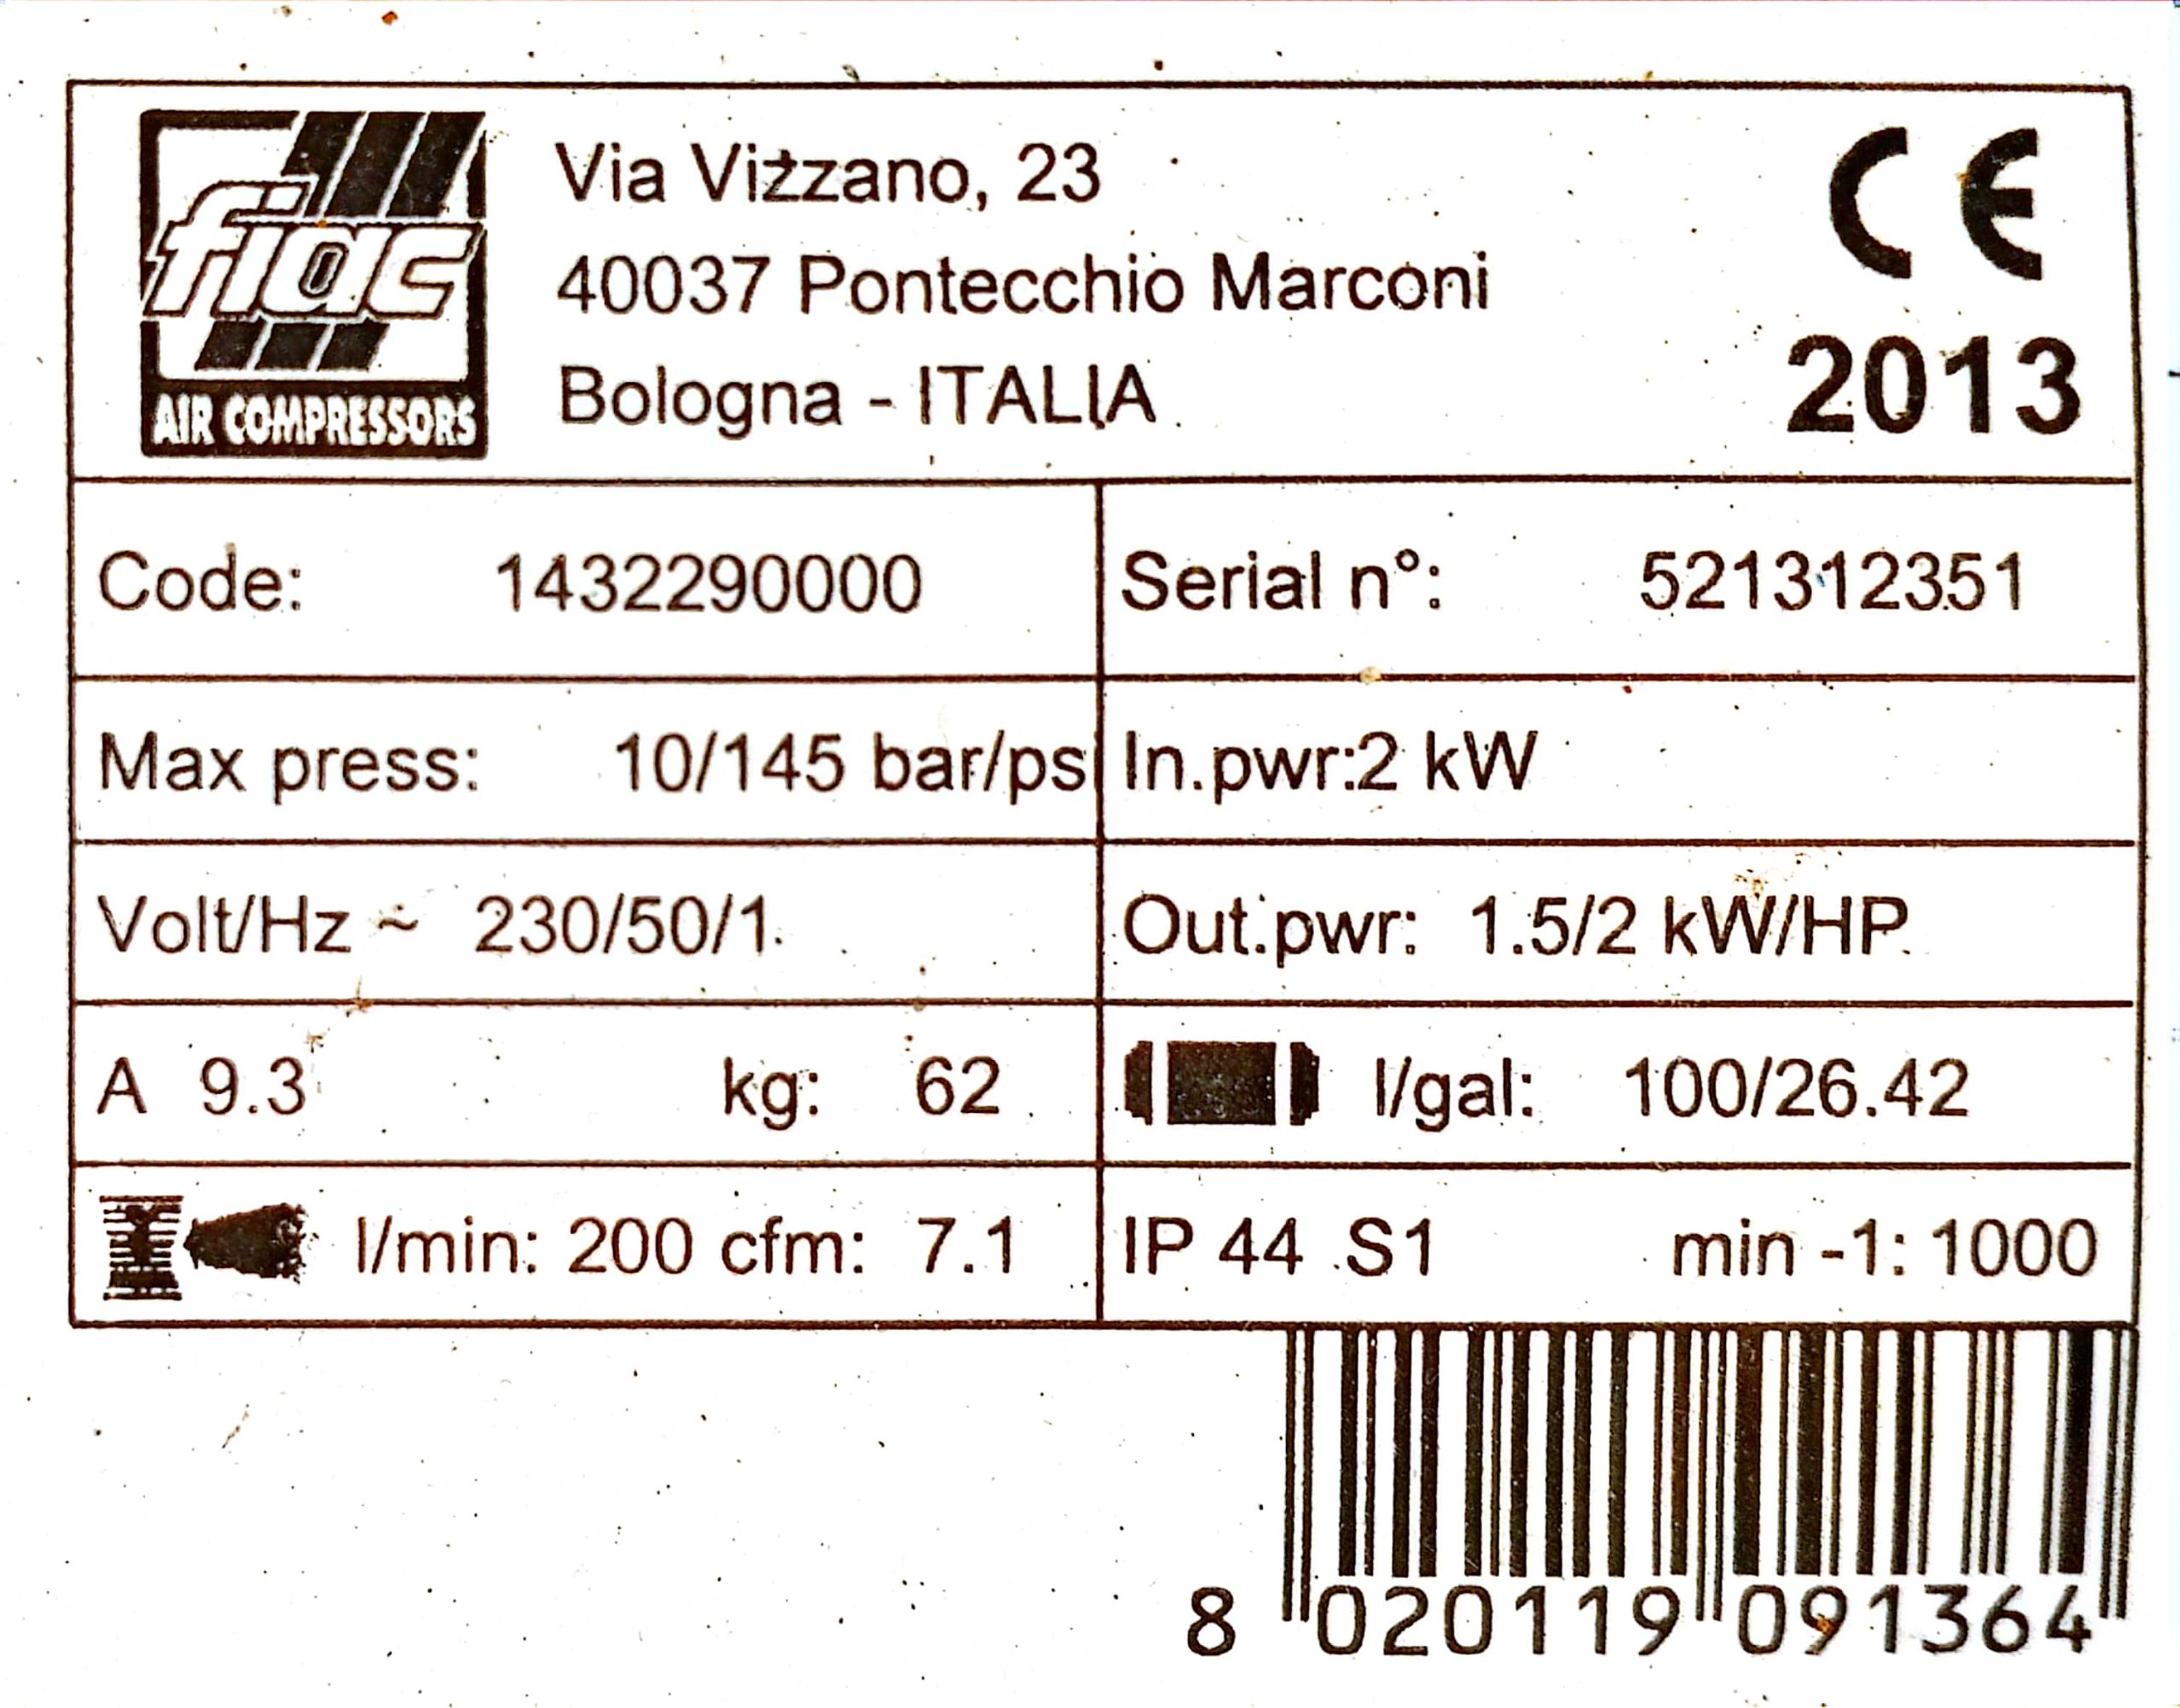 fiac
AIR COMPRESSORS
Via Vizzano, 23
40037 Pontecchio Marconi
Bologna - ITALIA
CE
2013
Code: 1432290000
Serial n°: 521312351
Max press: 10/145 bar/ps
In.pwr:2 kW
Volt/Hz ~ 230/50/1
Out.pwr: 1.5/2 kW/HP
A 9.3 kg: 62
l/gal: 100/26.42
l/min: 200 cfm: 7.1
IP 44 S1 min -1: 1000
8 020119 091364